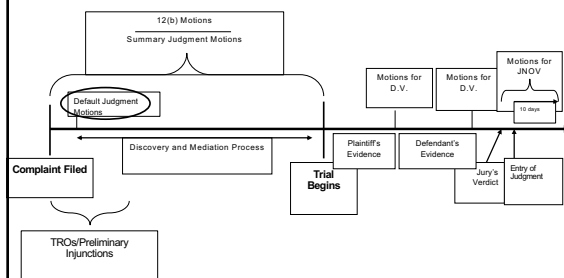 12(b) Motions
Summary Judgment Motions
Motions for
JNOV
Motions for
D.V.
Motions for
D.V.
Default Judgment
Motions
10 days
Discovery and Mediation Process
Plaintiff's
Evidence
Defendant's
Evidence
Complaint Filed
Trial
Begins
Jury's
Verdict
Entry of
Judgment
TROs/Preliminary
Injunctions